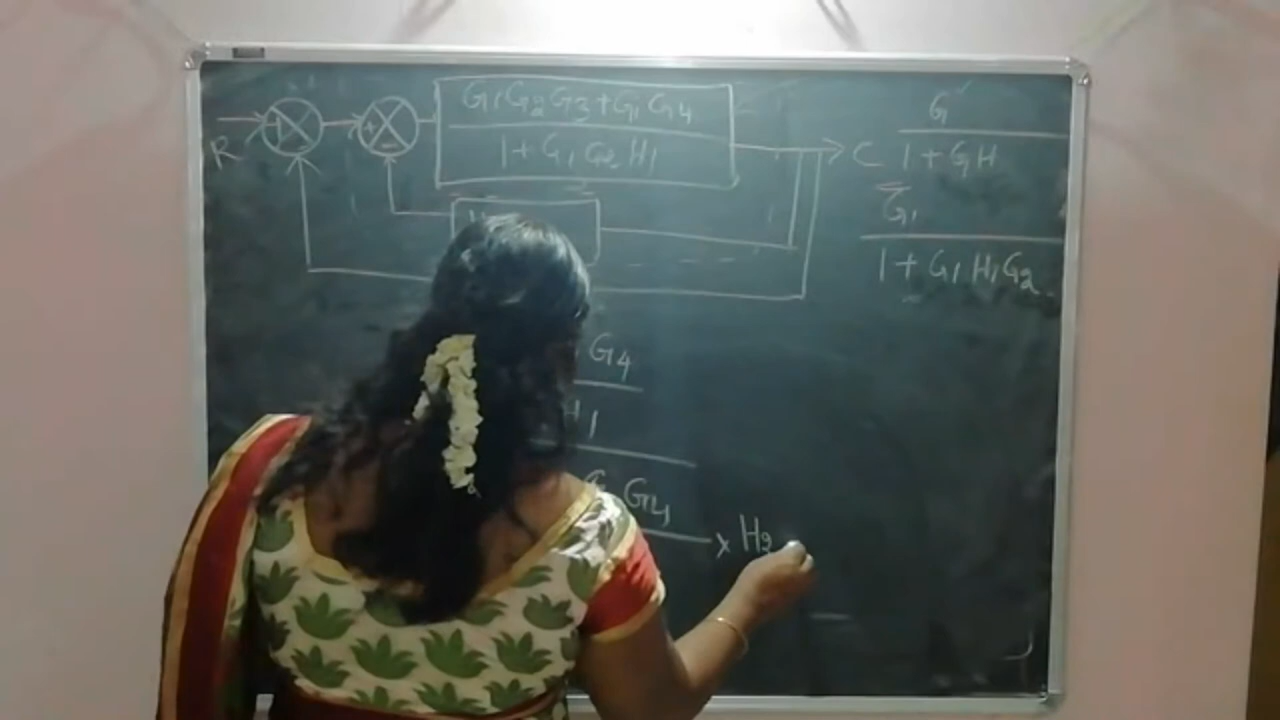 G1G2G3+G1G4
1+G1G2H1
R
+
-
+
-
C
G
1+GH
G1
1+G1H1G2
G4
H1
G4
x H2